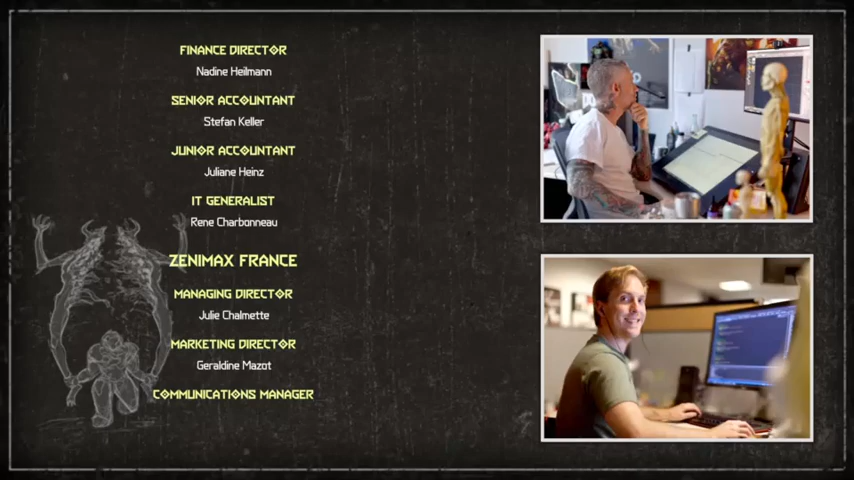 FINANCE DIRECTOR
Nadine Heilmann
SENIOR ACCOUNTANT
Stefan Keller
JUNIOR ACCOUNTANT
Juliane Heinz
IT GENERALIST
Rene Charbonneau
ZENIMAX FRANCE
MANAGING DIRECTOR
Julie Chalmette
MARKETING DIRECTOR
Geraldine Mazot
COMMUNICATIONS MANAGER